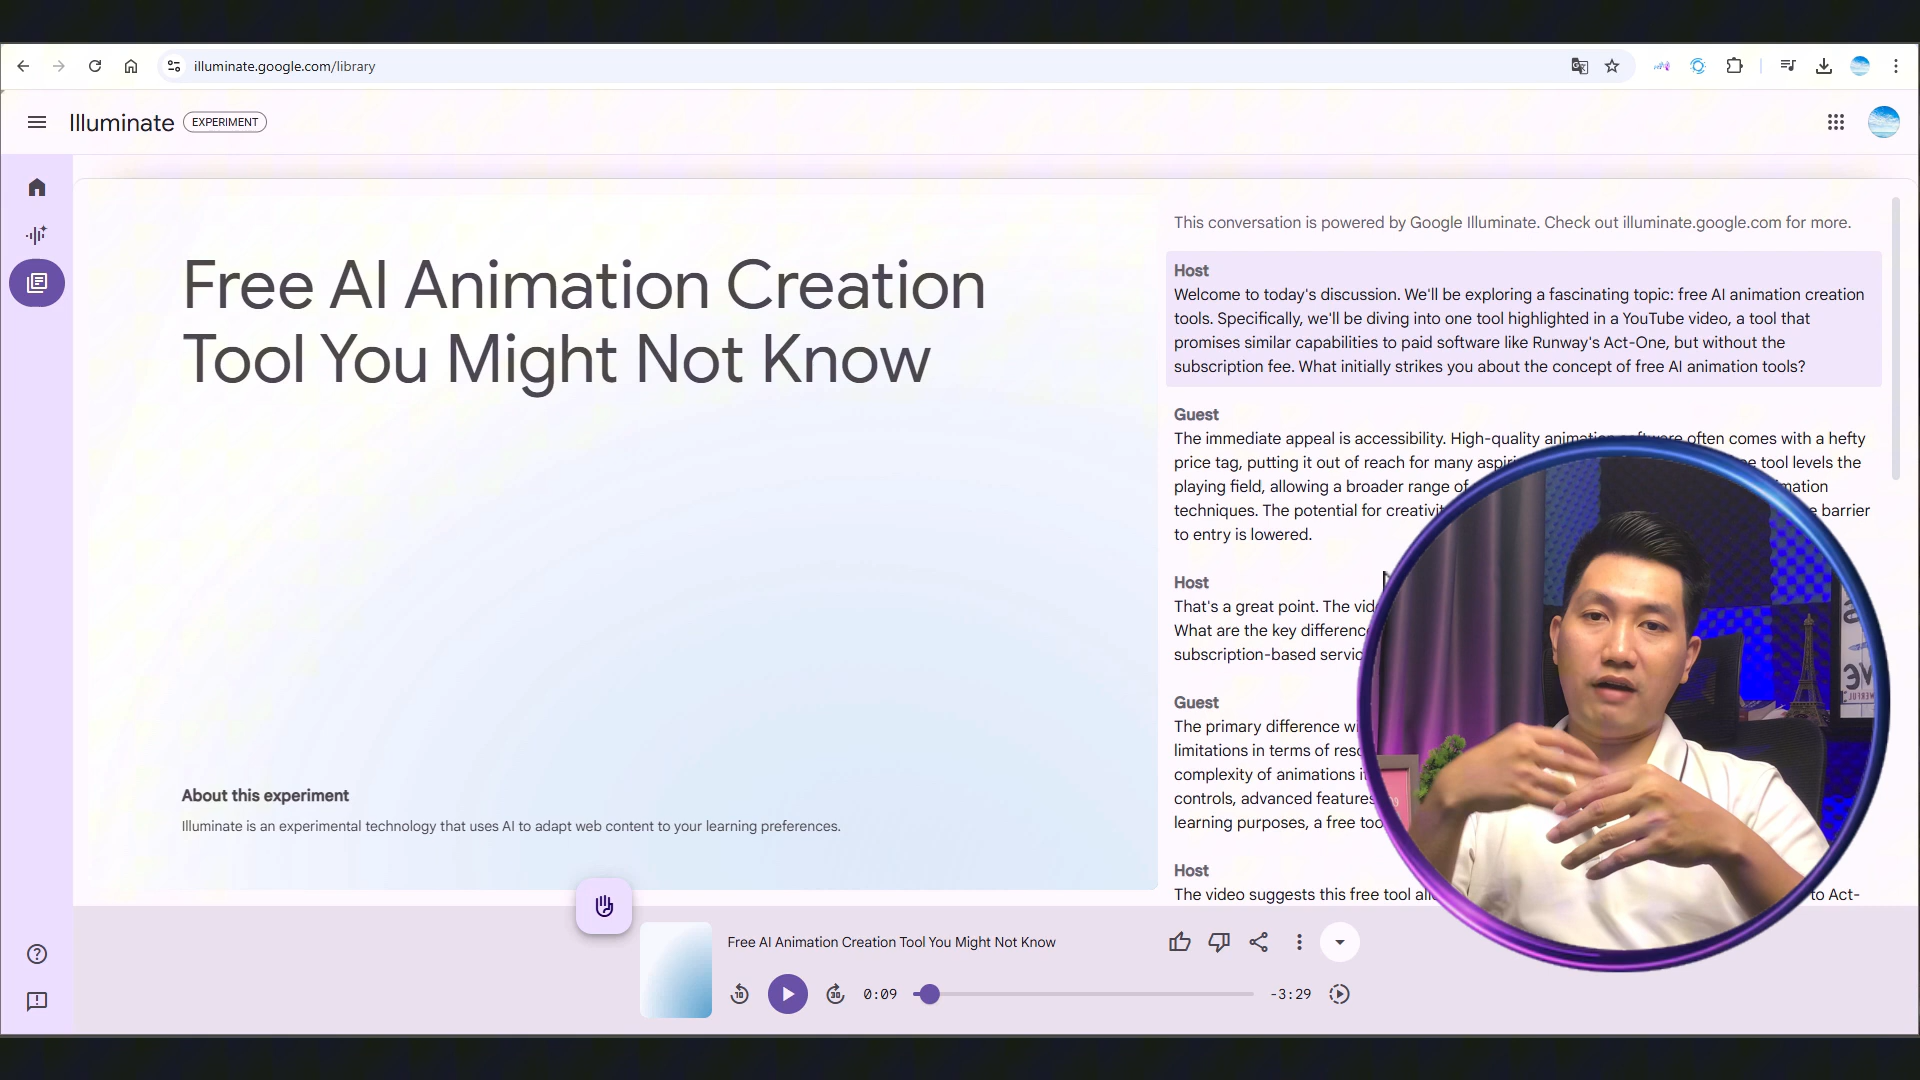 illuminate.google.com/library
Illuminate EXPERIMENT
Free AI Animation Creation
Tool You Might Not Know
About this experiment
Illuminate is an experimental technology that uses AI to adapt web content to your learning preferences.
This conversation is powered by Google Illuminate. Check out illuminate.google.com for more.
Host
Welcome to today's discussion. We'll be exploring a fascinating topic: free AI animation creation
tools. Specifically, we'll be diving into one tool highlighted in a YouTube video, a tool that
promises similar capabilities to paid software like Runway's Act-One, but without the
subscription fee. What initially strikes you about the concept of free AI animation tools?
Guest
The immediate appeal is accessibility. High-quality animation software often comes with a hefty
price tag, putting it out of reach for many tool levels the
playing field, allowing a broader range of
techniques. The potential for barrier
to entry is lowered.
Host
That's a great point. The
What are the key
subscription-based
Guest
The primary difference
limitations in terms of
complexity of animations
controls, advanced features
learning purposes, a free
Host
The video suggests this free tool to Act-
Free AI Animation Creation Tool You Might Not Know
10
30
0:09
-3:29